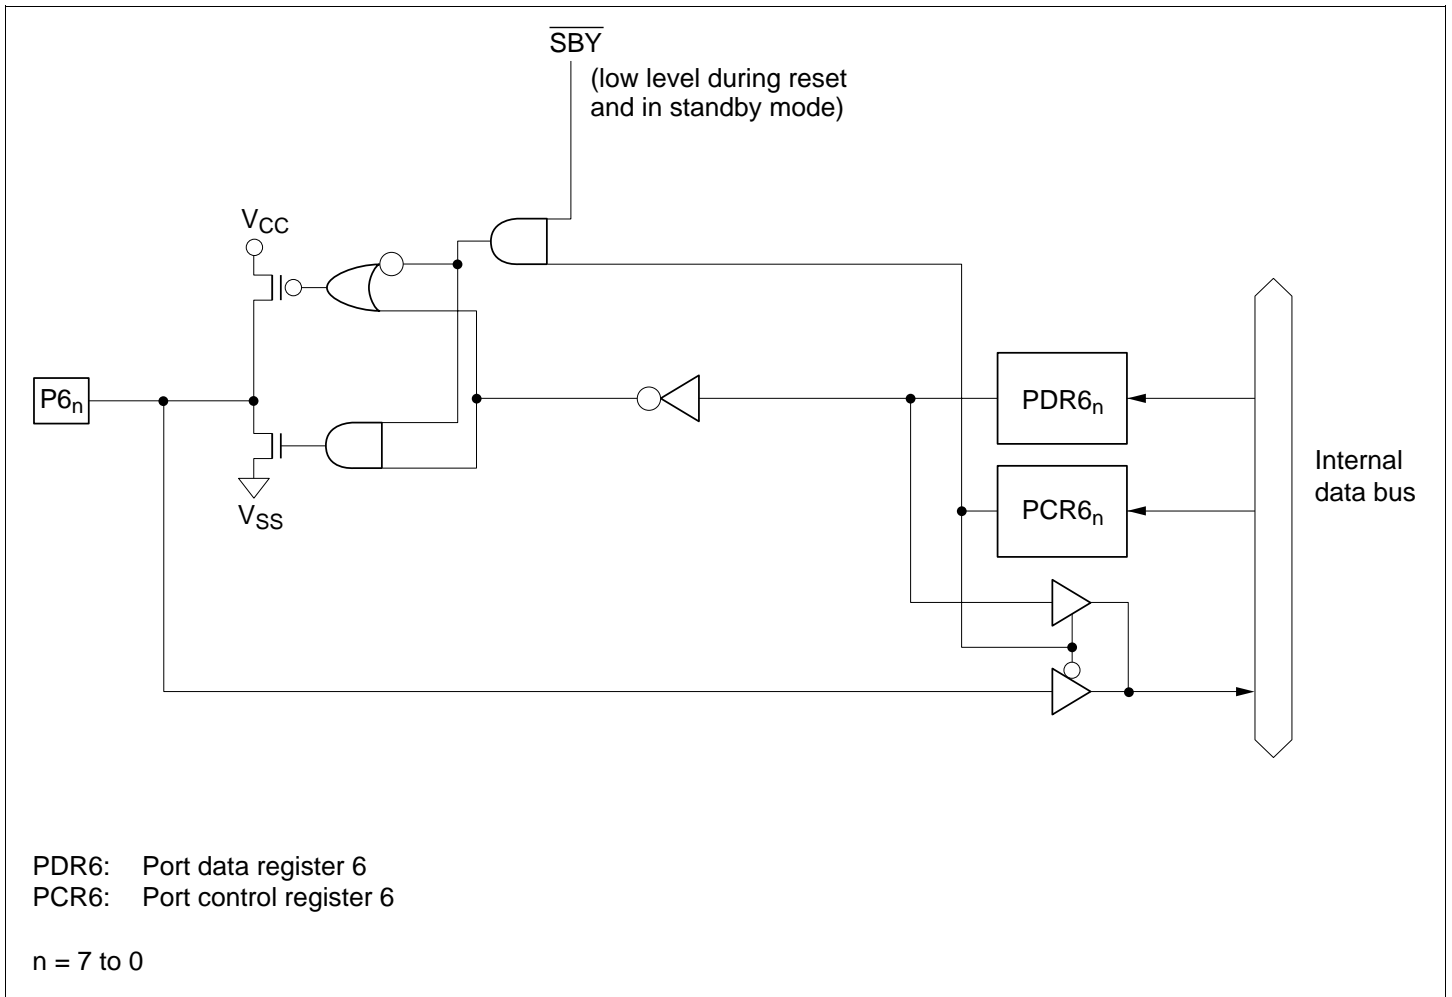 SBY
(low level during reset
and in standby mode)
VCC
P6n
VSS
PDR6n
PCR6n
Internal
data bus
PDR6: Port data register 6
PCR6: Port control register 6
n = 7 to 0